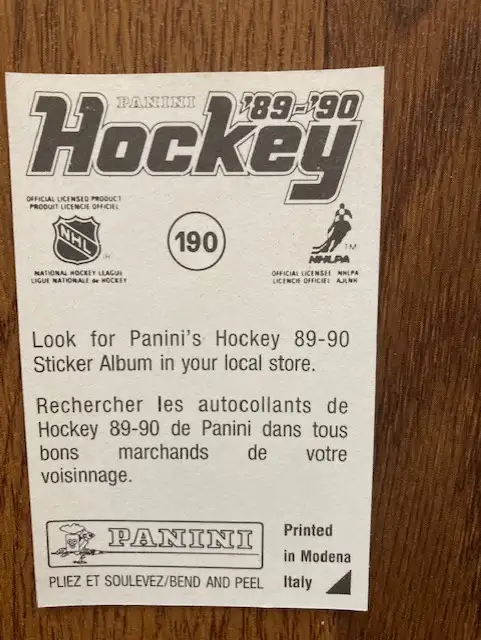 PANINI '89-'90
Hockey
OFFICIAL LICENSED PRODUCT
PRODUIT LICENCIE OFFICIEL
NHL
190
TM
NHLPA
NATIONAL HOCKEY LEAGUE
LIGUE NATIONALE de HOCKEY
OFFICIAL LICENSEE NHLPA
LICENCIE OFFICIEL AJLNH
Look for Panini's Hockey 89-90
Sticker Album in your local store.
Rechercher les autocollants de
Hockey 89-90 de Panini dans tous
bons marchands de votre
voisinnage.
PANINI
PLIEZ ET SOULEVEZ/BEND AND PEEL
Printed
in Modena
Italy